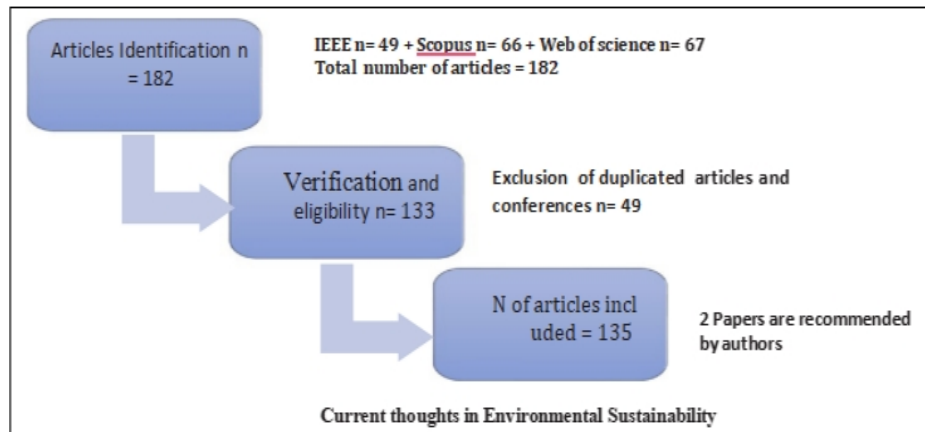 Articles Identification n
= 182
IEEE n= 49 + Scopus n= 66 + Web of science n= 67
Total number of articles = 182
Verification and
eligibility n= 133
Exclusion of duplicated articles and
conferences n= 49
N of articles incl
uded = 135
2 Papers are recommended
by authors
Current thoughts in Environmental Sustainability